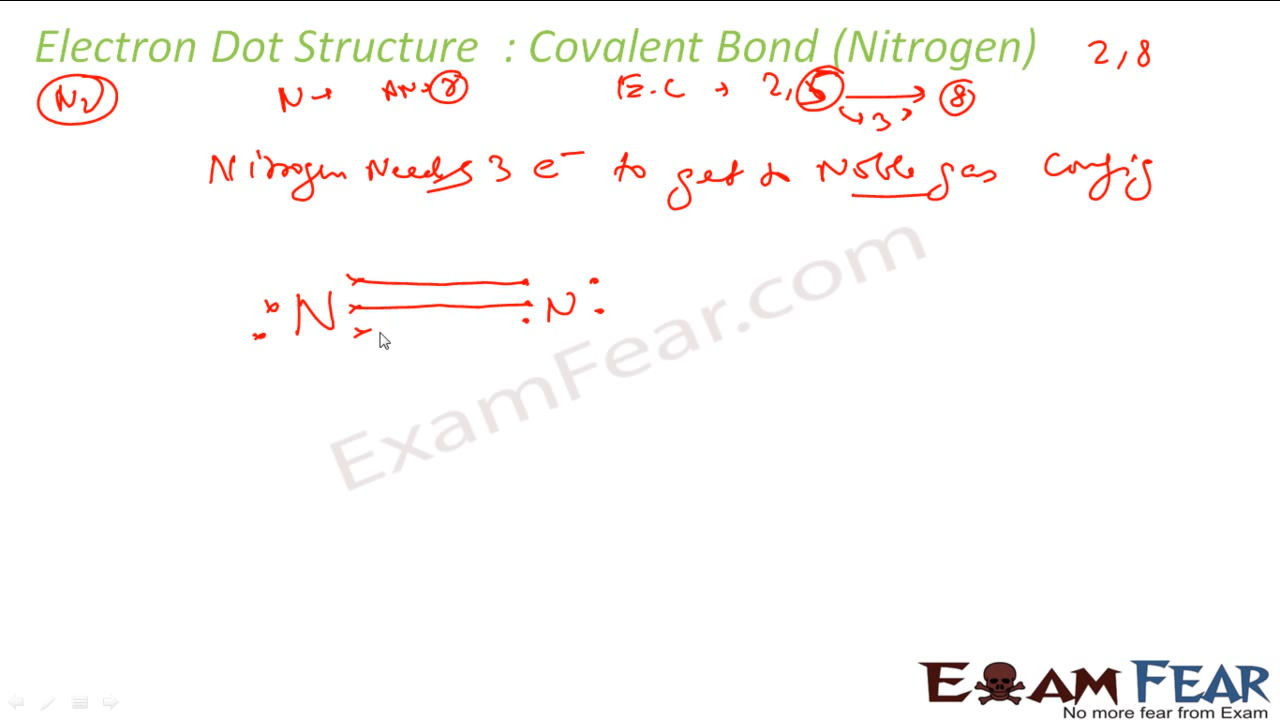 Electron Dot Structure : Covalent Bond (Nitrogen) 2,8
N₂ N → AN → 7 E.C → 2,5 → 8
3
Nitrogen Needs 3 e⁻ to get to Noble gas Config
N N
ExamFear.com
EXAM FEAR
No more fear from Exam